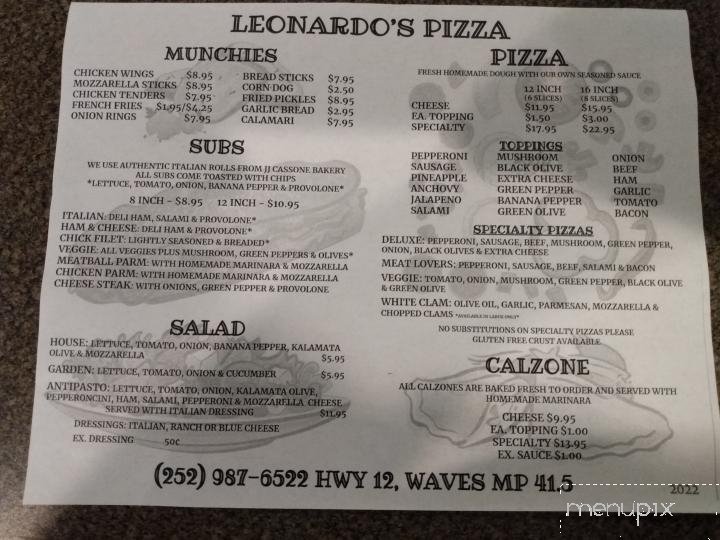 LEONARDO'S PIZZA
MUNCHIES
CHICKEN WINGS $8.95
MOZZARELLA STICKS $8.95
CHICKEN TENDERS $7.95
FRENCH FRIES $1.95/$4.25
ONION RINGS $7.95
BREAD STICKS $7.95
CORN DOG $2.50
FRIED PICKLES $8.95
GARLIC BREAD $2.95
CALAMARI $7.95
SUBS
WE USE AUTHENTIC ITALIAN ROLLS FROM JJ CASSONE BAKERY
ALL SUBS COME TOASTED WITH CHIPS
*LETTUCE, TOMATO, ONION, BANANA PEPPER & PROVOLONE*
8 INCH - $8.95 12 INCH - $10.95
ITALIAN: DELI HAM, SALAMI & PROVOLONE*
HAM & CHEESE: DELI HAM & PROVOLONE*
CHICK FILET: LIGHTLY SEASONED & BREADED*
VEGGIE: ALL VEGGIES PLUS MUSHROOM, GREEN PEPPERS & OLIVES*
MEATBALL PARM: WITH HOMEMADE MARINARA & MOZZARELLA
CHICKEN PARM: WITH HOMEMADE MARINARA & MOZZARELLA
CHEESE STEAK: WITH ONIONS, GREEN PEPPER & PROVOLONE
SALAD
HOUSE: LETTUCE, TOMATO, ONION, BANANA PEPPER, KALAMATA
OLIVE & MOZZARELLA $5.95
GARDEN: LETTUCE, TOMATO, ONION & CUCUMBER $5.95
ANTIPASTO: LETTUCE, TOMATO, ONION, KALAMATA OLIVE,
PEPPERONCINI, HAM, SALAMI, PEPPERONI & MOZZARELLA CHEESE
SERVED WITH ITALIAN DRESSING $11.95
DRESSINGS: ITALIAN, RANCH OR BLUE CHEESE
EX. DRESSING 50¢
PIZZA
FRESH HOMEMADE DOUGH WITH OUR OWN SEASONED SAUCE
12 INCH 16 INCH
(6 SLICES) (8 SLICES)
CHEESE $11.95 $15.95
EA. TOPPING $1.50 $3.00
SPECIALTY $17.95 $22.95
TOPPINGS
PEPPERONI MUSHROOM ONION
SAUSAGE BLACK OLIVE BEEF
PINEAPPLE EXTRA CHEESE HAM
ANCHOVY GREEN PEPPER GARLIC
JALAPENO BANANA PEPPER TOMATO
SALAMI GREEN OLIVE BACON
SPECIALTY PIZZAS
DELUXE: PEPPERONI, SAUSAGE, BEEF, MUSHROOM, GREEN PEPPER,
ONION, BLACK OLIVES & EXTRA CHEESE
MEAT LOVERS: PEPPERONI, SAUSAGE, BEEF, SALAMI & BACON
VEGGIE: TOMATO, ONION, MUSHROOM, GREEN PEPPER, BLACK OLIVE
& GREEN OLIVE
WHITE CLAM: OLIVE OIL, GARLIC, PARMESAN, MOZZARELLA &
CHOPPED CLAMS *AVAILABLE IN LARGE ONLY*
NO SUBSTITUTIONS ON SPECIALTY PIZZAS PLEASE
GLUTEN FREE CRUST AVAILABLE
CALZONE
ALL CALZONES ARE BAKED FRESH TO ORDER AND SERVED WITH
HOMEMADE MARINARA
CHEESE $9.95
EA. TOPPING $1.00
SPECIALTY $13.95
EX. SAUCE $1.00
(252) 987-6522 HWY 12, WAVES MP 41.5
2022
menupix